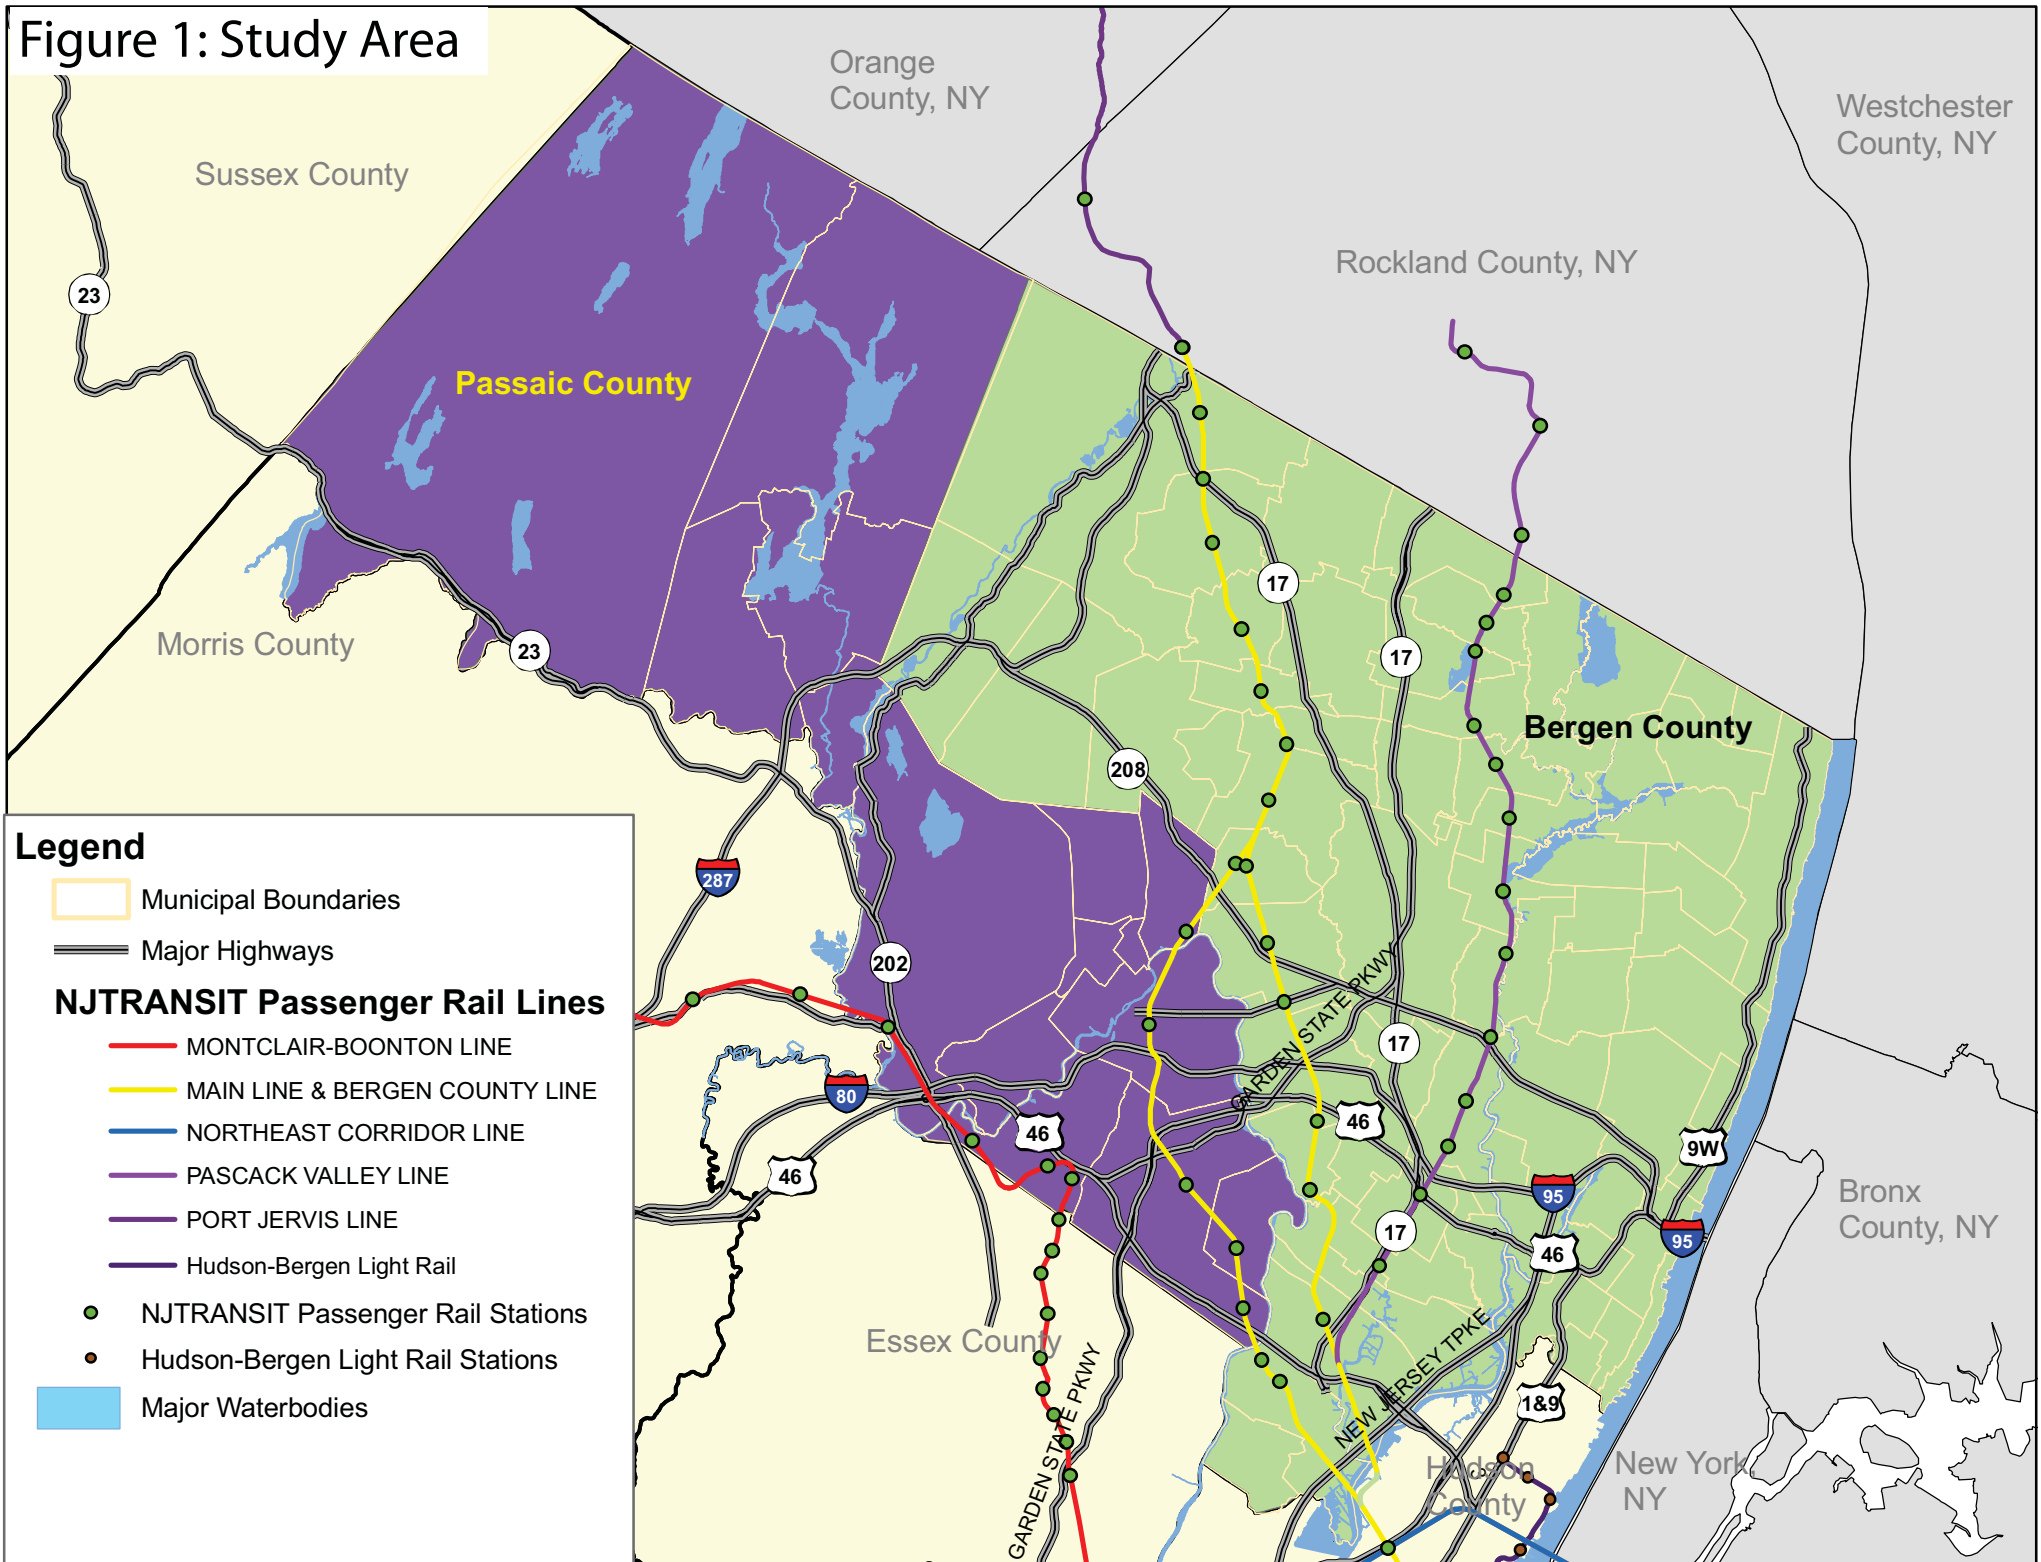 Figure 1: Study Area
Orange
County, NY
Westchester
County, NY
Sussex County
Rockland County, NY
23
Passaic County
17
Morris County
23
17
Bergen County
208
Legend
Municipal Boundaries
Major Highways
NJTRANSIT Passenger Rail Lines
MONTCLAIR-BOONTON LINE
MAIN LINE & BERGEN COUNTY LINE
NORTHEAST CORRIDOR LINE
PASCACK VALLEY LINE
PORT JERVIS LINE
Hudson-Bergen Light Rail
NJTRANSIT Passenger Rail Stations
Hudson-Bergen Light Rail Stations
Major Waterbodies
287
202
GARDEN STATE PKWY
17
80
46
46
9W
46
95
Bronx
County, NY
17
95
46
Essex County
NEW JERSEY TPKE
GARDEN STATE PKWY
1&9
Hudson
County
New York,
NY